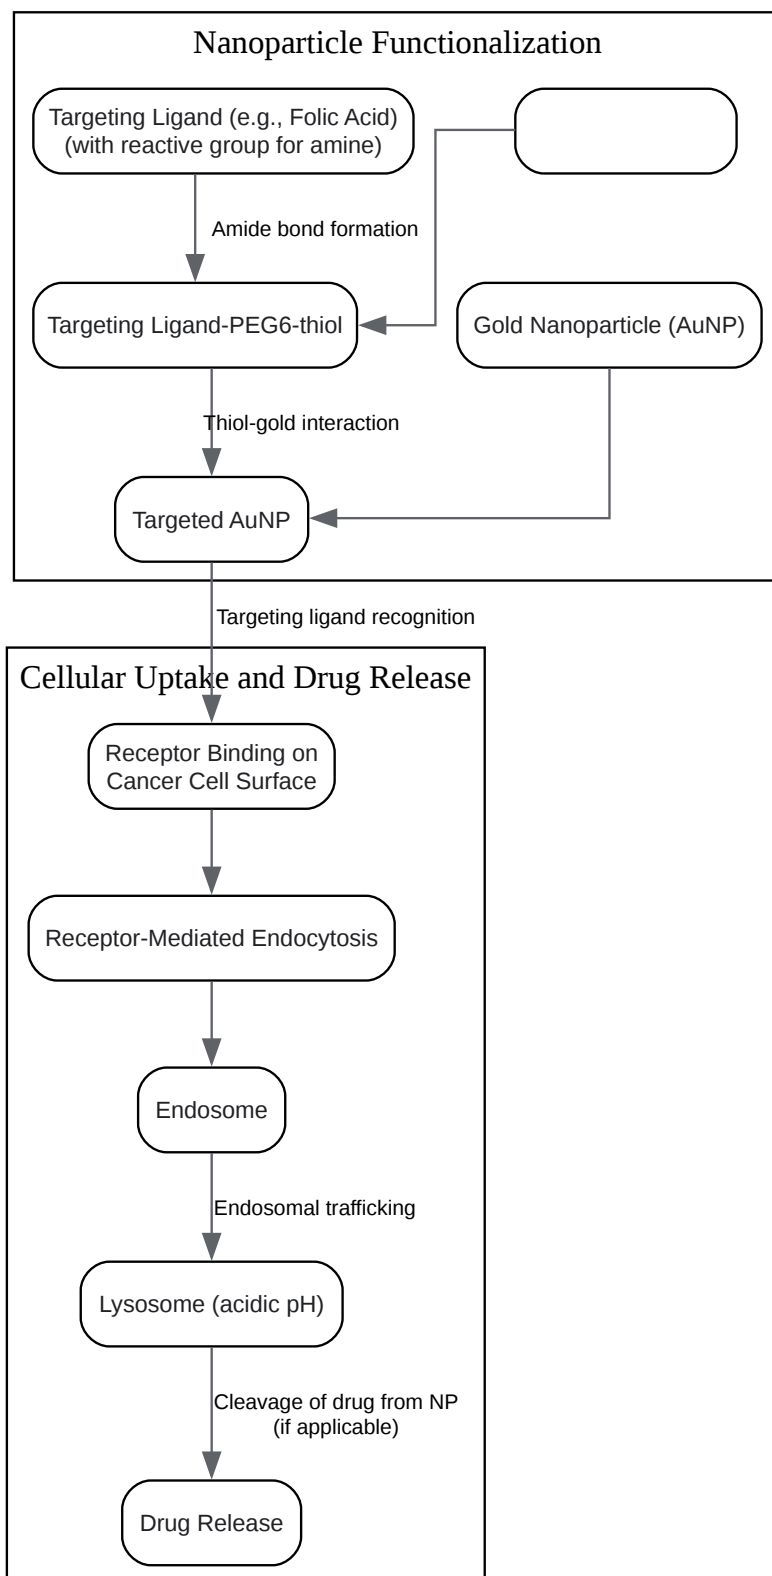 Nanoparticle Functionalization
Targeting Ligand (e.g., Folic Acid)
(with reactive group for amine)
Amide bond formation
Targeting Ligand-PEG6-thiol
Gold Nanoparticle (AuNP)
Thiol-gold interaction
Targeted AuNP
Targeting ligand recognition
Cellular Uptake and Drug Release
Receptor Binding on
Cancer Cell Surface
Receptor-Mediated Endocytosis
Endosome
Endosomal trafficking
Lysosome (acidic pH)
Cleavage of drug from NP
(if applicable)
Drug Release